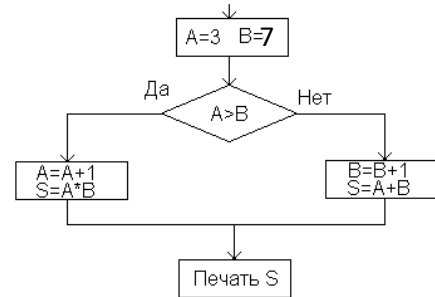 A=3 B=7
Да
Нет
A>B
A=A+1
S=A*B
B=B+1
S=A+B
Печать S